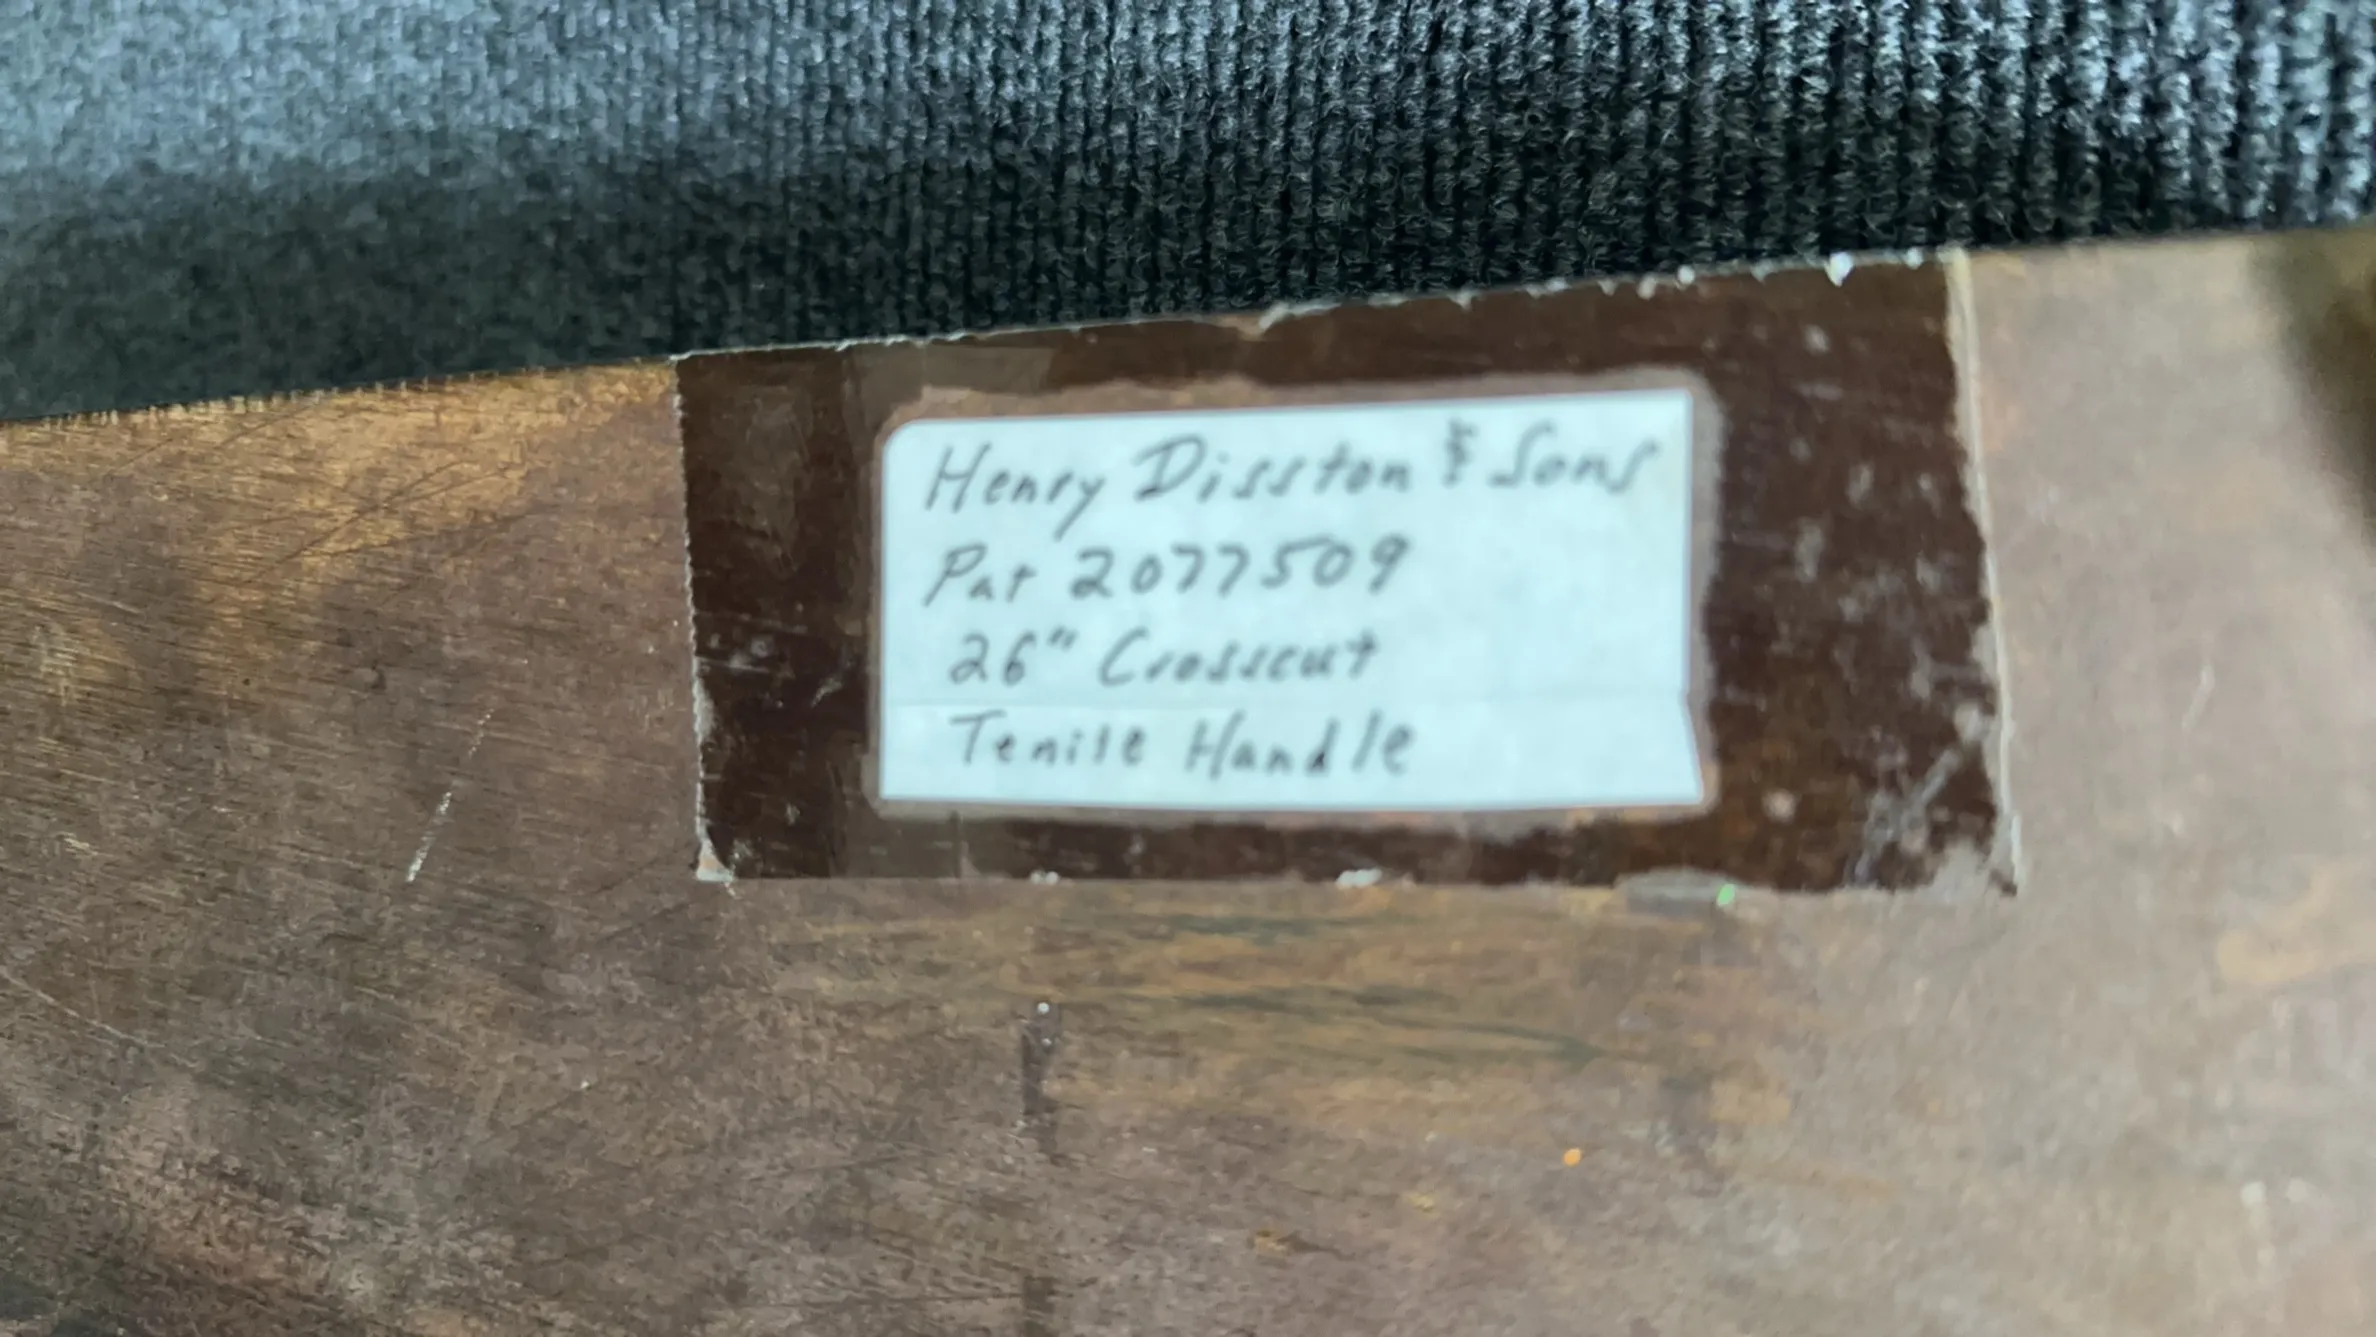 Henry Disston & Sons
Pat 2077509
26" Crosscut
Tenite Handle